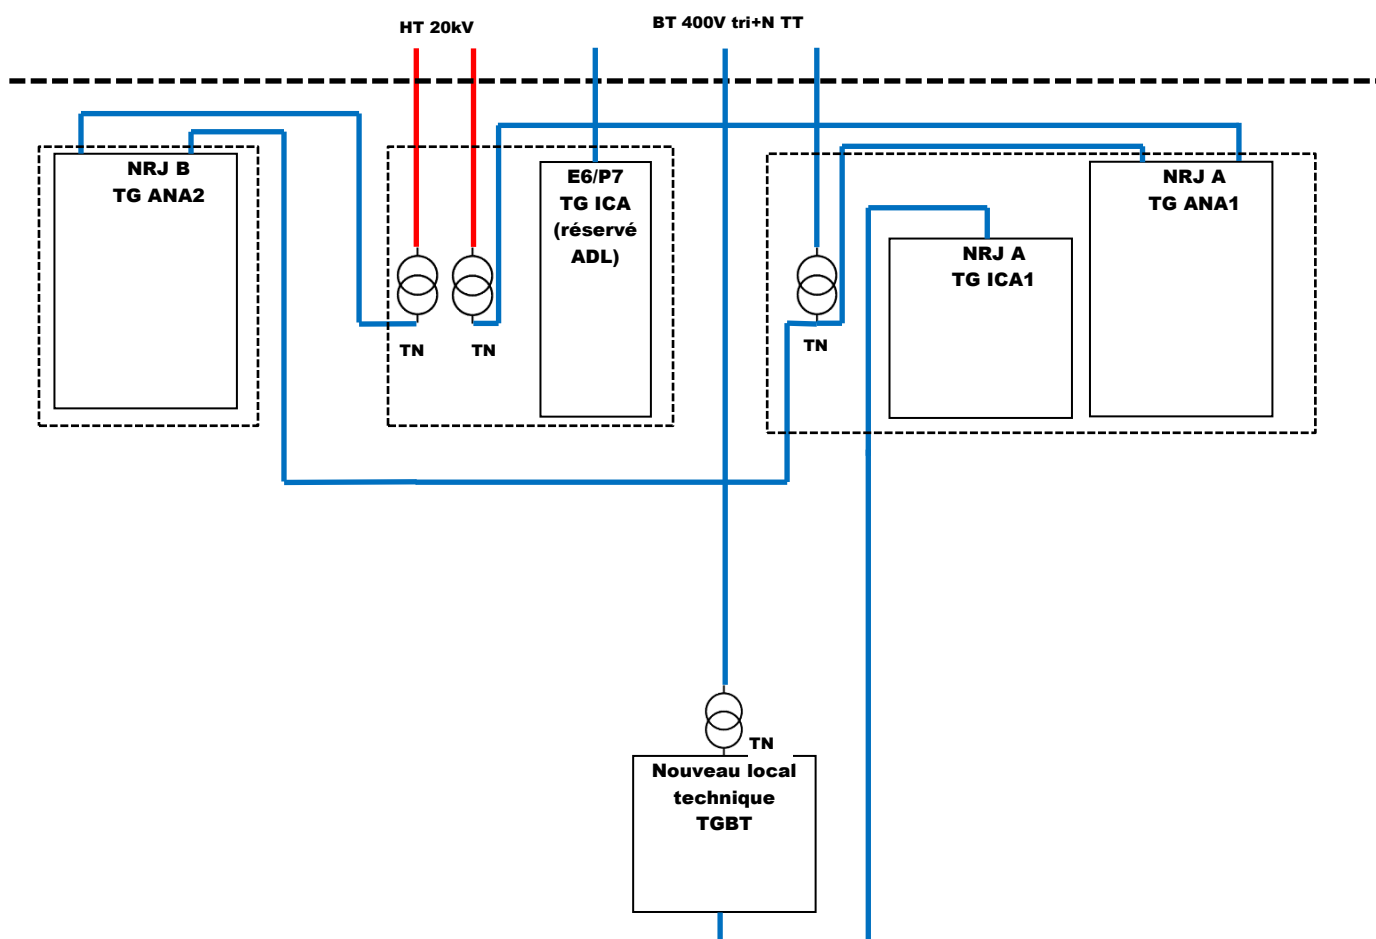 HT 20kV
BT 400V tri+N TT
NRJ B
TG ANA2
E6/P7
TG ICA
(réservé
ADL)
NRJ A
TG ANA1
NRJ A
TG ICA1
TN
TN
TN
TN
Nouveau local
technique
TGBT